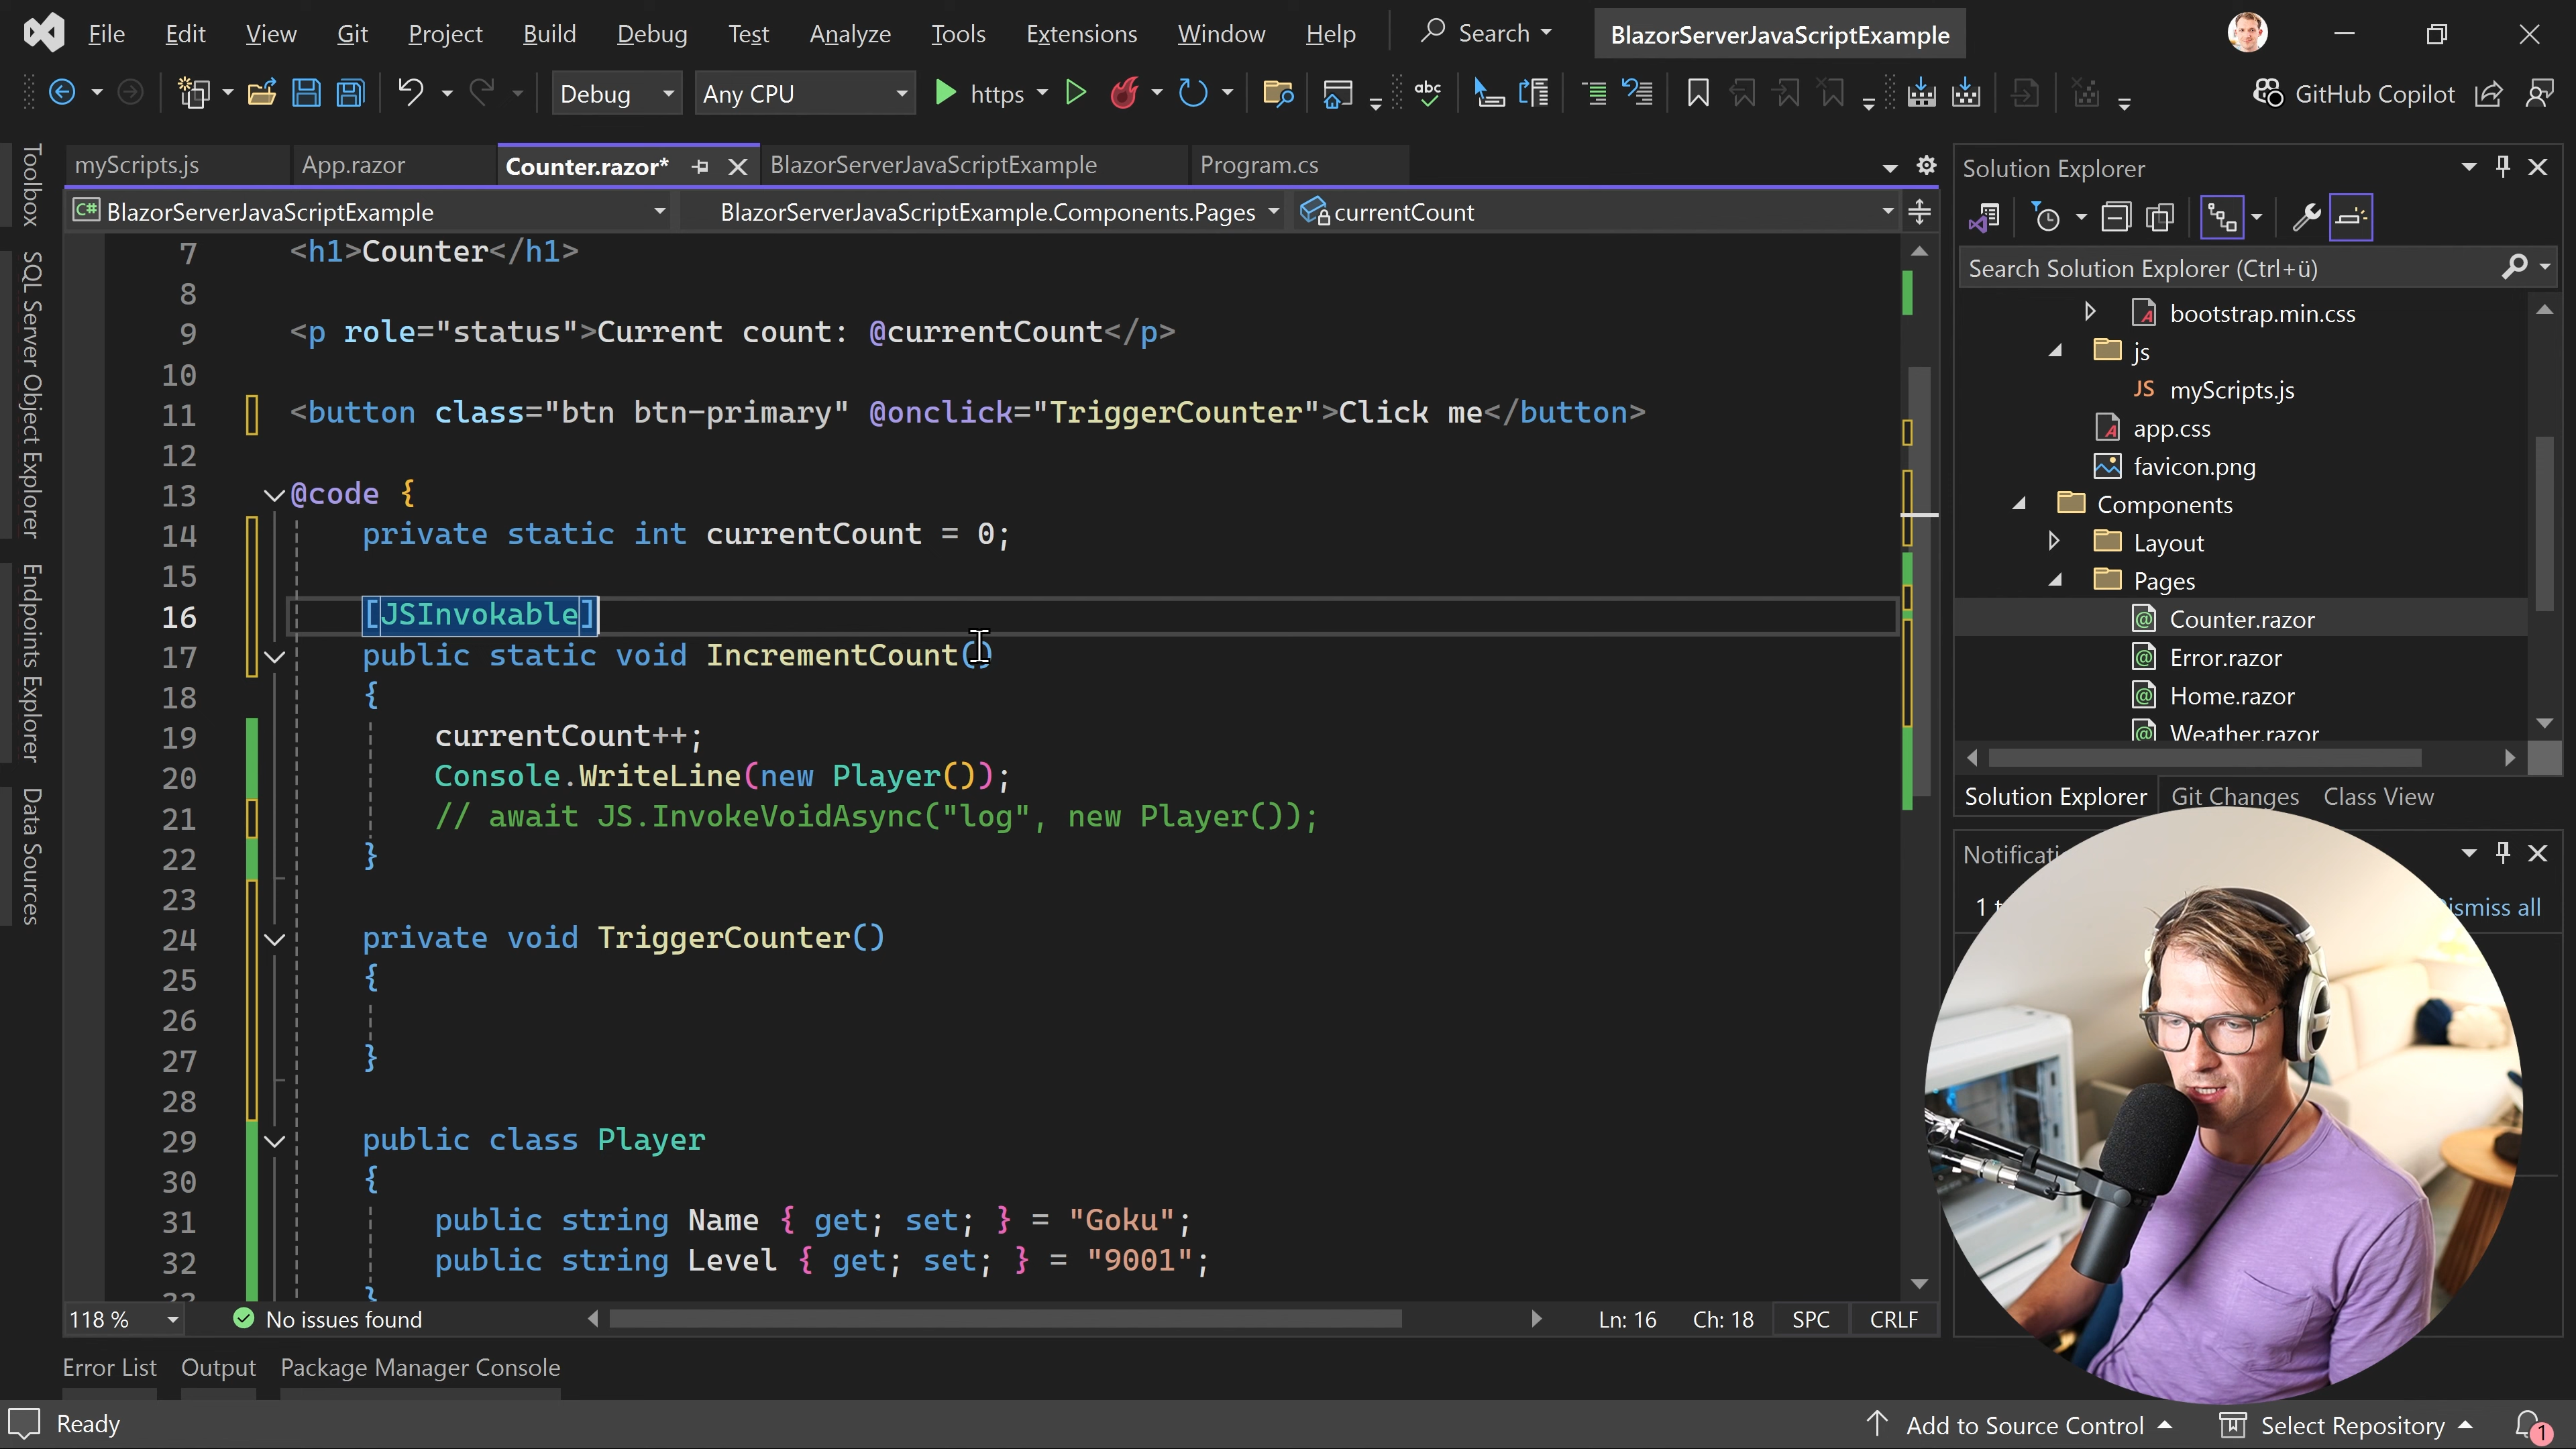 File Edit View Git Project Build Debug Test Analyze Tools Extensions Window Help Search BlazorServerJavaScriptExample
Debug Any CPU https abc GitHub Copilot
Toolbox
SQL Server Object Explorer
Endpoints Explorer
Data Sources
myScripts.js App.razor Counter.razor* BlazorServerJavaScriptExample Program.cs
C# BlazorServerJavaScriptExample BlazorServerJavaScriptExample.Components.Pages currentCount
7 <h1>Counter</h1>
8
9 <p role="status">Current count: @currentCount</p>
10
11 <button class="btn btn-primary" @onclick="TriggerCounter">Click me</button>
12
13 @code {
14 private static int currentCount = 0;
15
16 [JSInvokable]
17 public static void IncrementCount()
18 {
19 currentCount++;
20 Console.WriteLine(new Player());
21 // await JS.InvokeVoidAsync("log", new Player());
22 }
23
24 private void TriggerCounter()
25 {
26
27 }
28
29 public class Player
30 {
31 public string Name { get; set; } = "Goku";
32 public string Level { get; set; } = "9001";
33 }
118 % No issues found Ln: 16 Ch: 18 SPC CRLF
Solution Explorer
Search Solution Explorer (Ctrl+ü)
bootstrap.min.css
js
JS myScripts.js
app.css
favicon.png
Components
Layout
Pages
Counter.razor
Error.razor
Home.razor
Weather.razor
Solution Explorer Git Changes Class View
1
all
Error List Output Package Manager Console
Ready Add to Source Control Select Repository 1